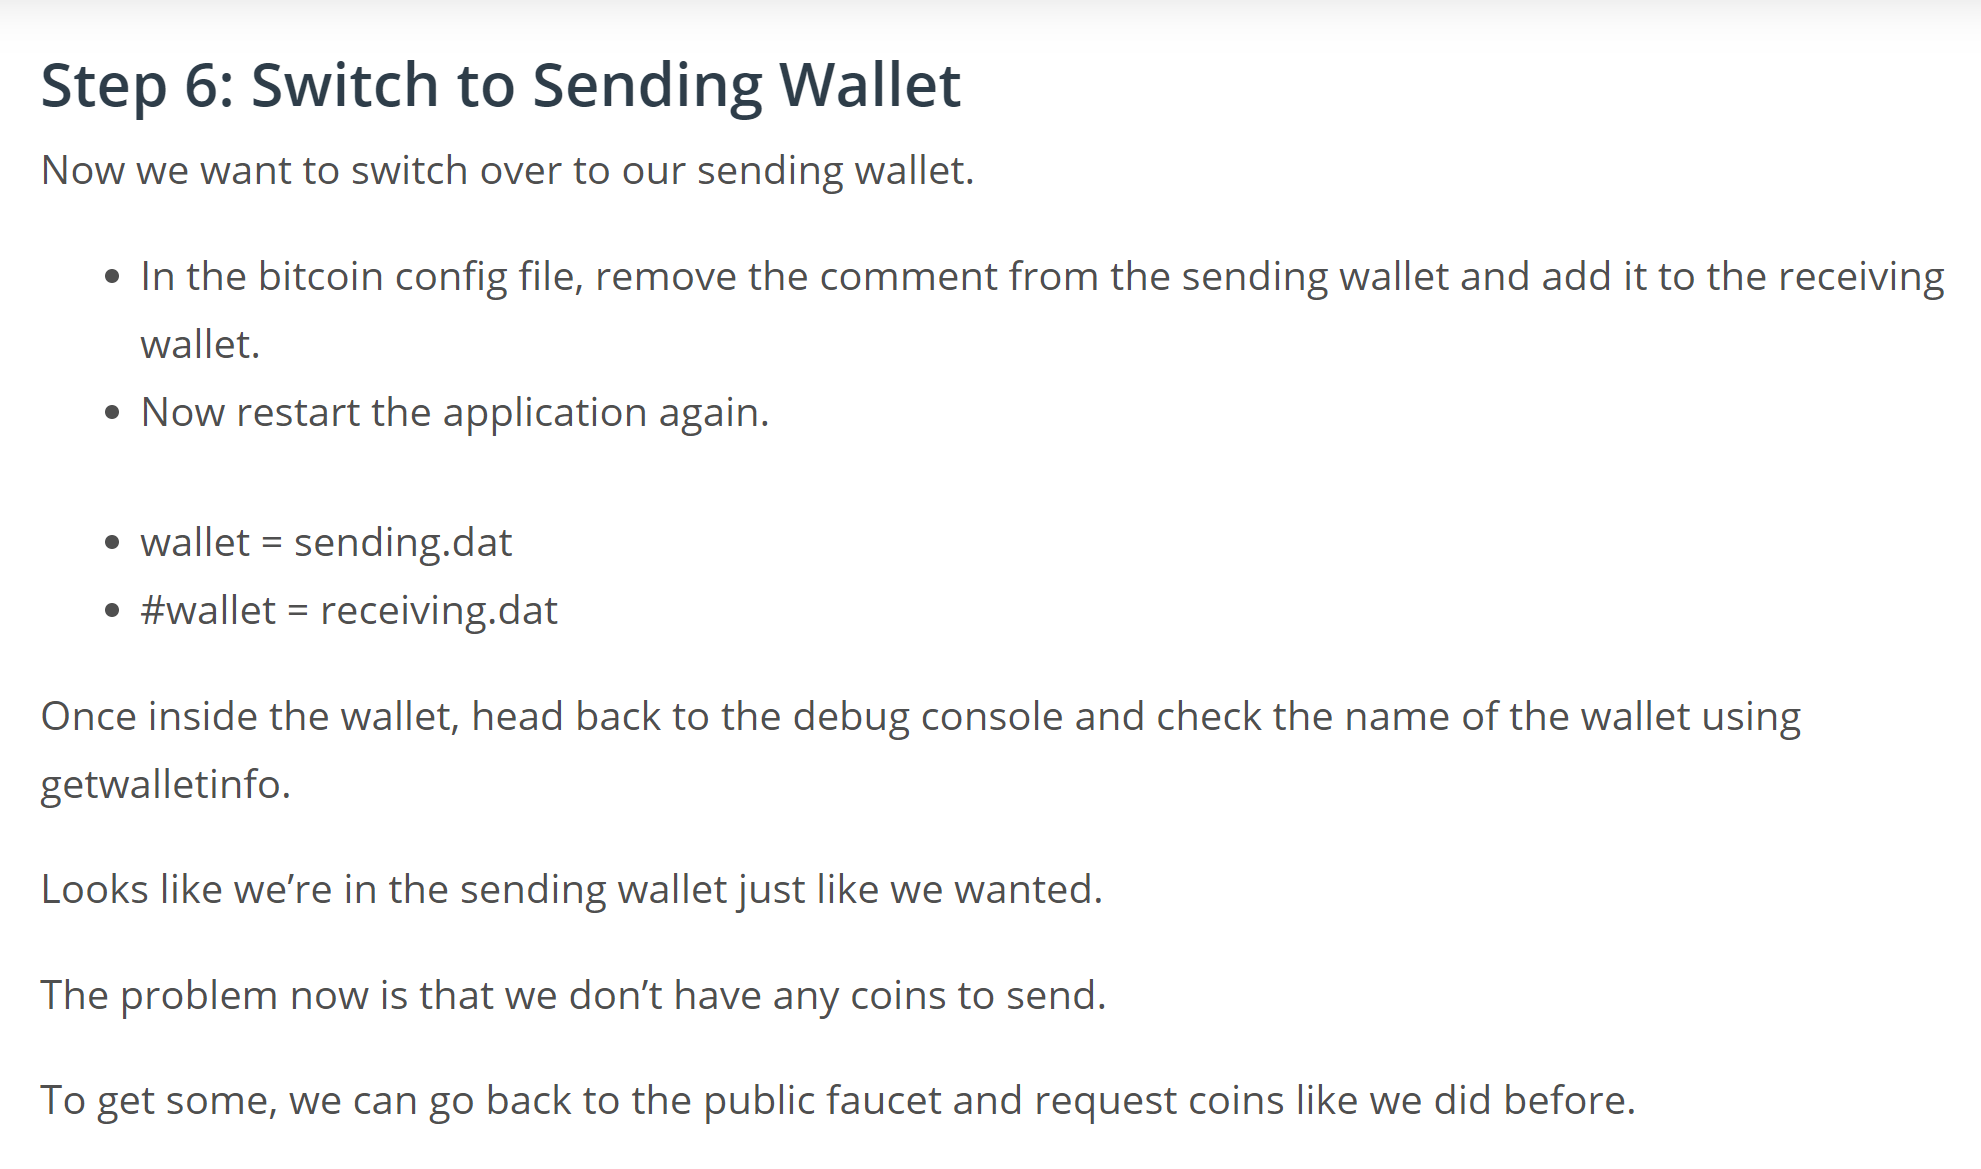 Step 6: Switch to Sending Wallet
Now we want to switch over to our sending wallet.
• In the bitcoin config file, remove the comment from the sending wallet and add it to the receiving
wallet.
• Now restart the application again.
• wallet = sending.dat
• #wallet = receiving.dat
Once inside the wallet, head back to the debug console and check the name of the wallet using
getwalletinfo.
Looks like we’re in the sending wallet just like we wanted.
The problem now is that we don’t have any coins to send.
To get some, we can go back to the public faucet and request coins like we did before.